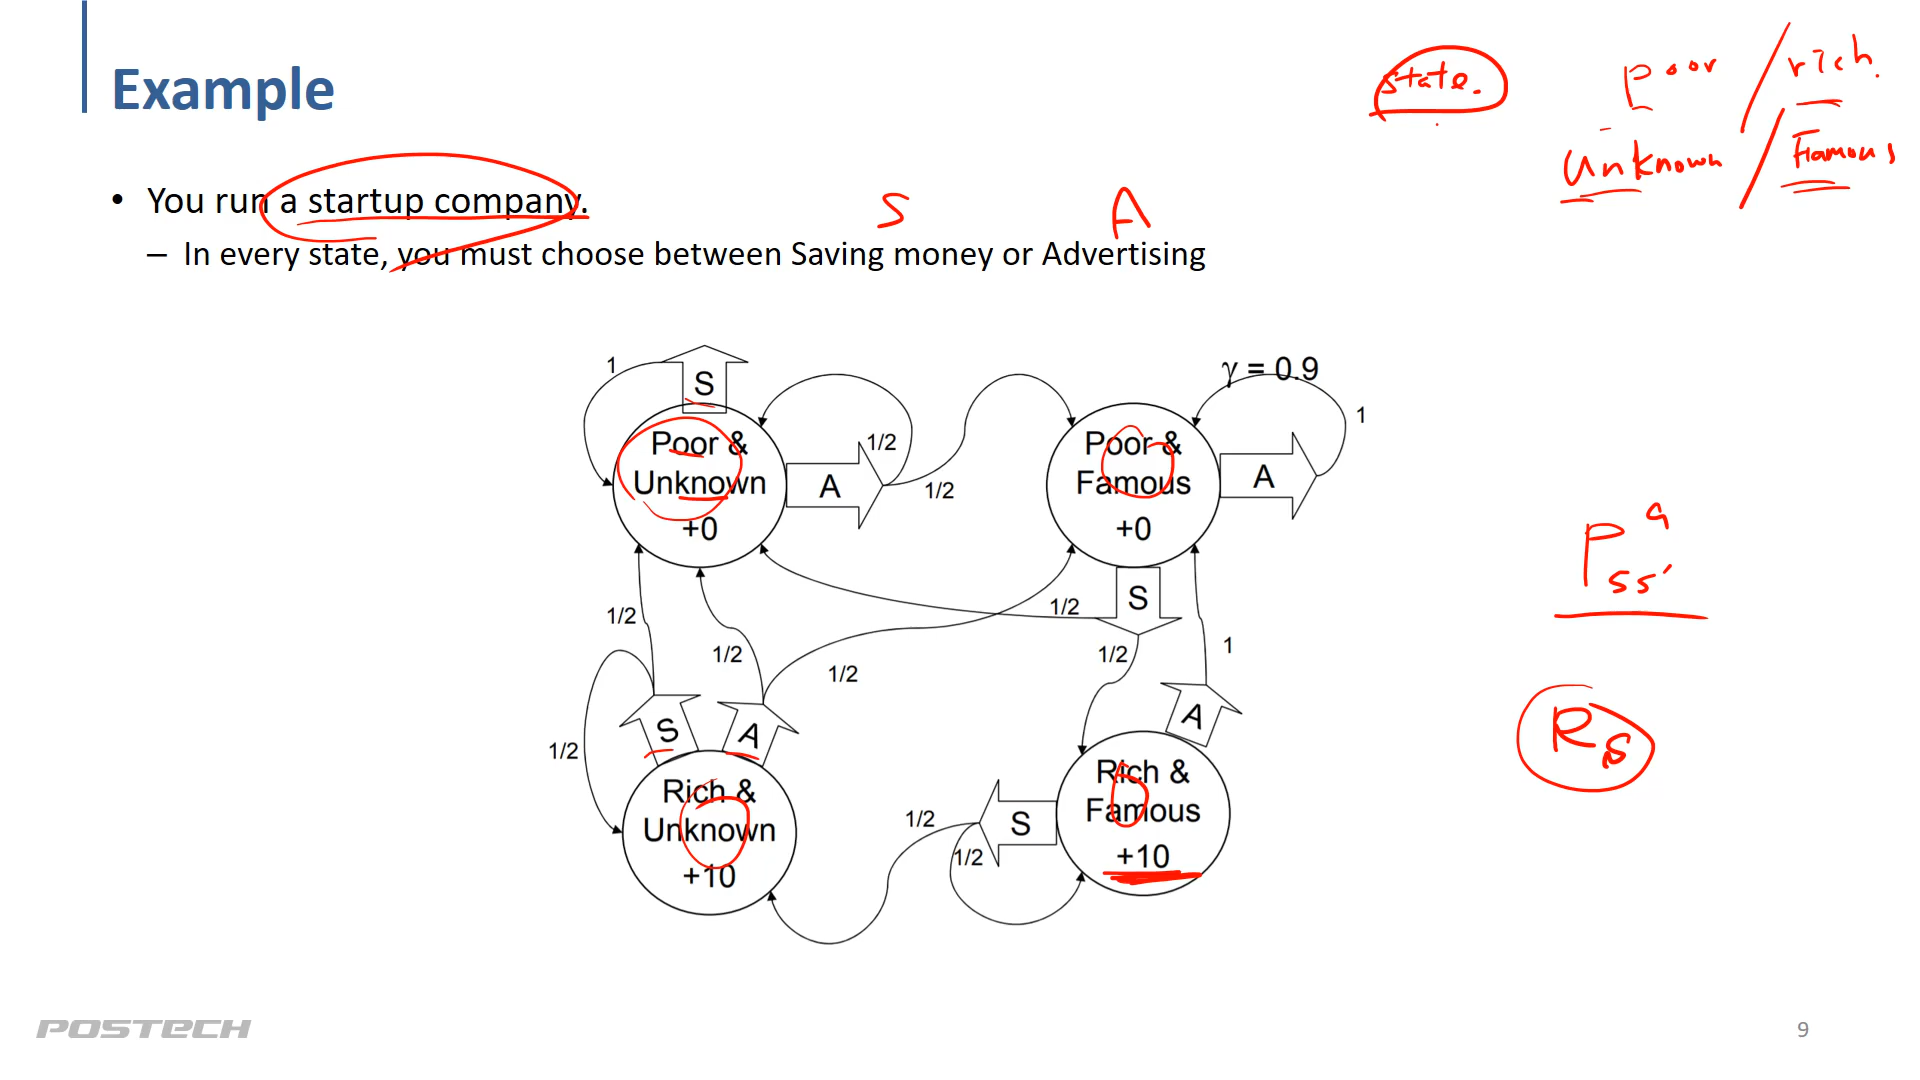 Example
state.
poor / rich.
unknown / Famous
• You run a startup company.
S A
– In every state, you must choose between Saving money or Advertising
1
S
γ = 0.9
1
Poor &
Unknown
+0
A
1/2
1/2
Poor &
Famous
+0
A
P a
ss'
1/2
1/2
S
1/2
1/2
1/2
1
1/2
S
A
A
R s
Rich &
Unknown
+10
1/2
1/2
S
Rich &
Famous
+10
POSTECH
9